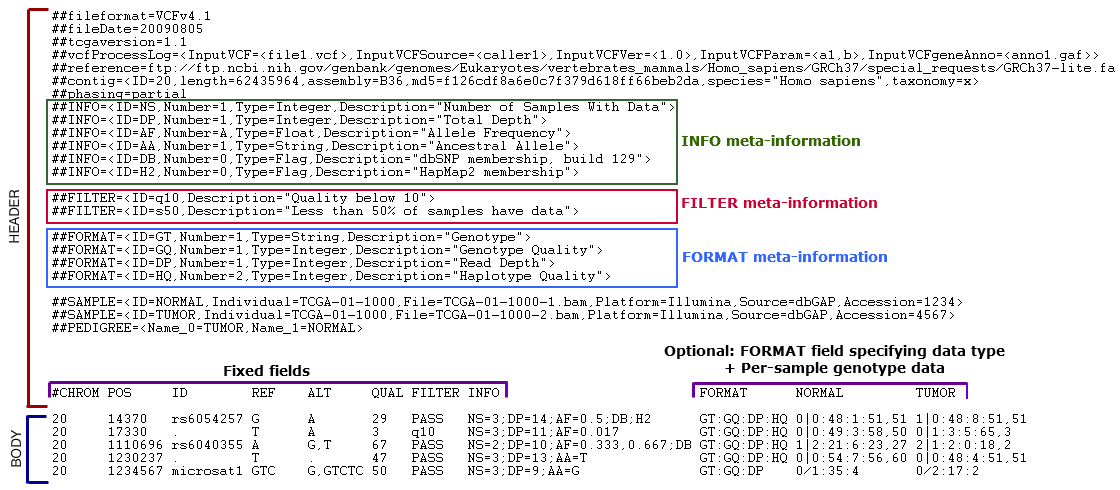 ##fileformat=VCFv4.1
##fileDate=20090805
##tcgaversion=1.1
##vcfProcessLog=<InputVCF=<file1.vcf>,InputVCFSource=<caller1>,InputVCFVer=<1.0>,InputVCFParam=<a1,b>,InputVCFgeneAnno=<anno1.gaf>>
##reference=ftp://ftp.ncbi.nih.gov/genbank/genomes/Eukaryotes/vertebrates_mammals/Homo_sapiens/GRCh37/special_requests/GRCh37-lite.fa
##contig=<ID=20,length=62435964,assembly=B36,md5=f126cdf8a6e0c7f379d618ff66beb2da,species="Homo sapiens",taxonomy=x>
##phasing=partial
##INFO=<ID=NS,Number=1,Type=Integer,Description="Number of Samples With Data">
##INFO=<ID=DP,Number=1,Type=Integer,Description="Total Depth">
##INFO=<ID=AF,Number=A,Type=Float,Description="Allele Frequency">
##INFO=<ID=AA,Number=1,Type=String,Description="Ancestral Allele">
##INFO=<ID=DB,Number=0,Type=Flag,Description="dbSNP membership, build 129">
##INFO=<ID=H2,Number=0,Type=Flag,Description="HapMap2 membership">
INFO meta-information
##FILTER=<ID=q10,Description="Quality below 10">
##FILTER=<ID=s50,Description="Less than 50% of samples have data">
FILTER meta-information
##FORMAT=<ID=GT,Number=1,Type=String,Description="Genotype">
##FORMAT=<ID=GQ,Number=1,Type=Integer,Description="Genotype Quality">
##FORMAT=<ID=DP,Number=1,Type=Integer,Description="Read Depth">
##FORMAT=<ID=HQ,Number=2,Type=Integer,Description="Haplotype Quality">
FORMAT meta-information
##SAMPLE=<ID=NORMAL,Individual=TCGA-01-1000,File=TCGA-01-1000-1.bam,Platform=Illumina,Source=dbGAP,Accession=1234>
##SAMPLE=<ID=TUMOR,Individual=TCGA-01-1000,File=TCGA-01-1000-2.bam,Platform=Illumina,Source=dbGAP,Accession=4567>
##PEDIGREE=<Name_0=TUMOR,Name_1=NORMAL>
HEADER
Fixed fields
Optional: FORMAT field specifying data type
+ Per-sample genotype data
#CHROM POS ID REF ALT QUAL FILTER INFO FORMAT NORMAL TUMOR
BODY
20 14370 rs6054257 G A 29 PASS NS=3;DP=14;AF=0.5;DB;H2 GT:GQ:DP:HQ 0|0:48:1:51,51 1|0:48:8:51,51
20 17330 . T A 3 q10 NS=3;DP=11;AF=0.017 GT:GQ:DP:HQ 0|0:49:3:58,50 0|1:3:5:65,3
20 1110696 rs6040355 A G,T 67 PASS NS=2;DP=10;AF=0.333,0.667;DB GT:GQ:DP:HQ 1|2:21:6:23,27 2|1:2:0:18,2
20 1230237 . T . 47 PASS NS=3;DP=13;AA=T GT:GQ:DP:HQ 0|0:54:7:56,60 0|0:48:4:51,51
20 1234567 microsat1 GTC G,GTCTC 50 PASS NS=3;DP=9;AA=G GT:GQ:DP 0/1:35:4 0/2:17:2